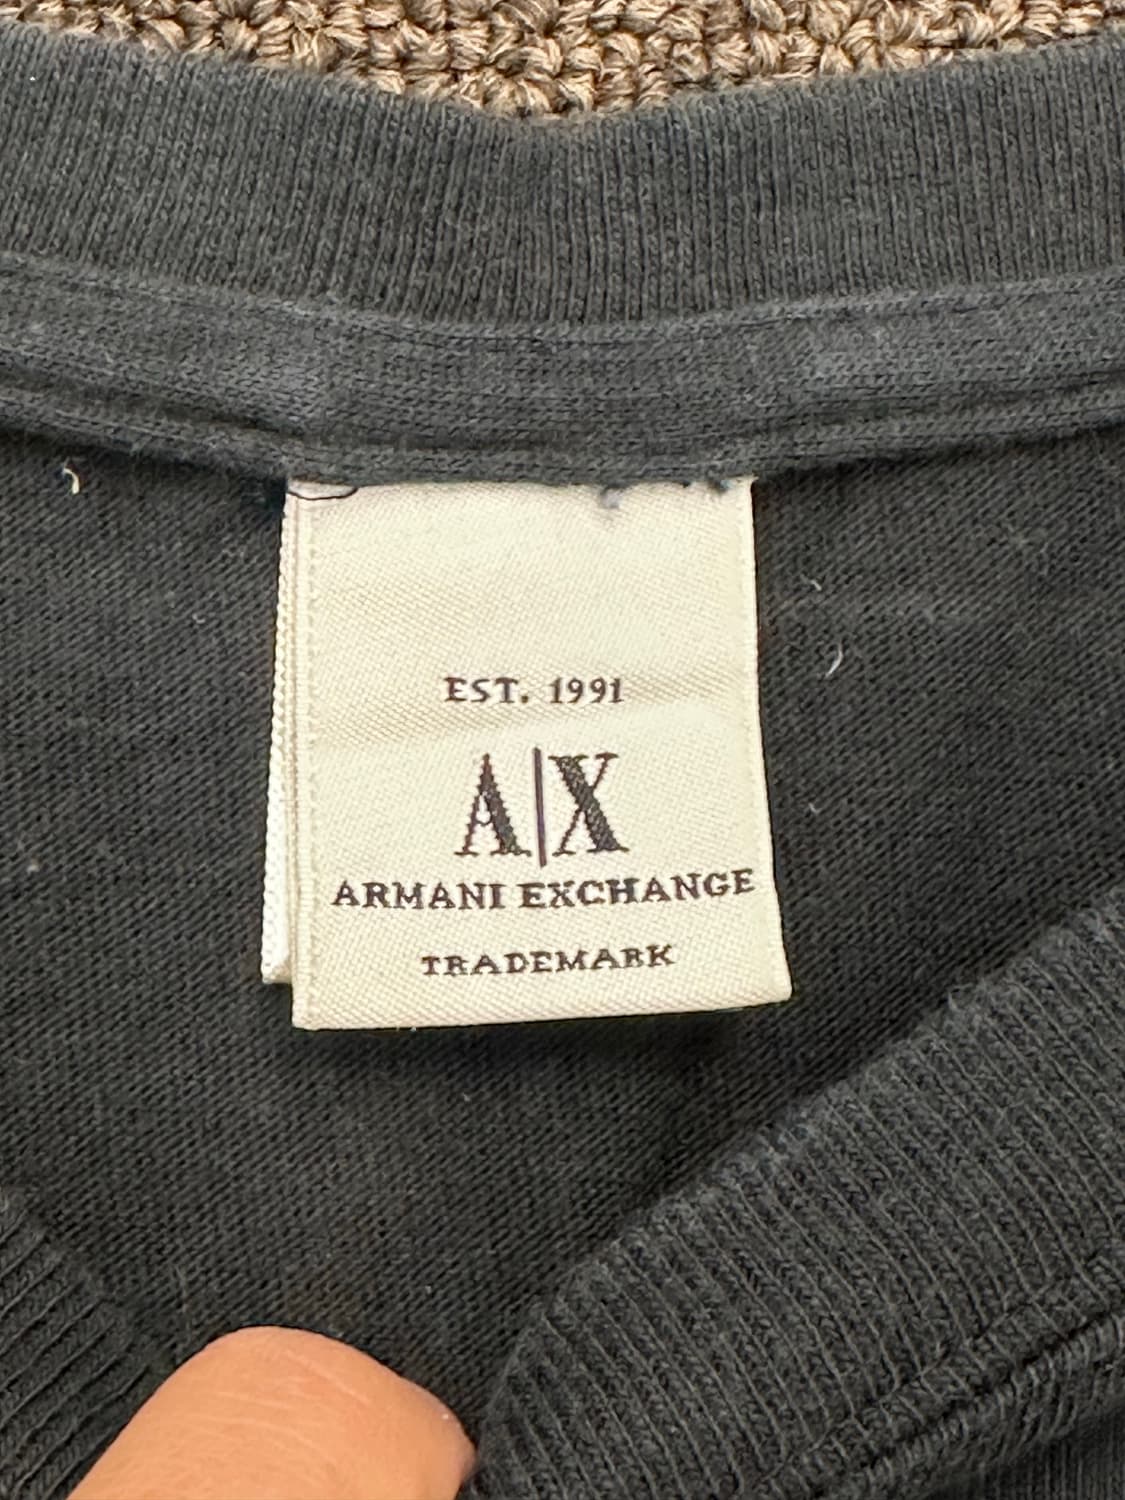 EST. 1991
A|X
ARMANI EXCHANGE
TRADEMARK